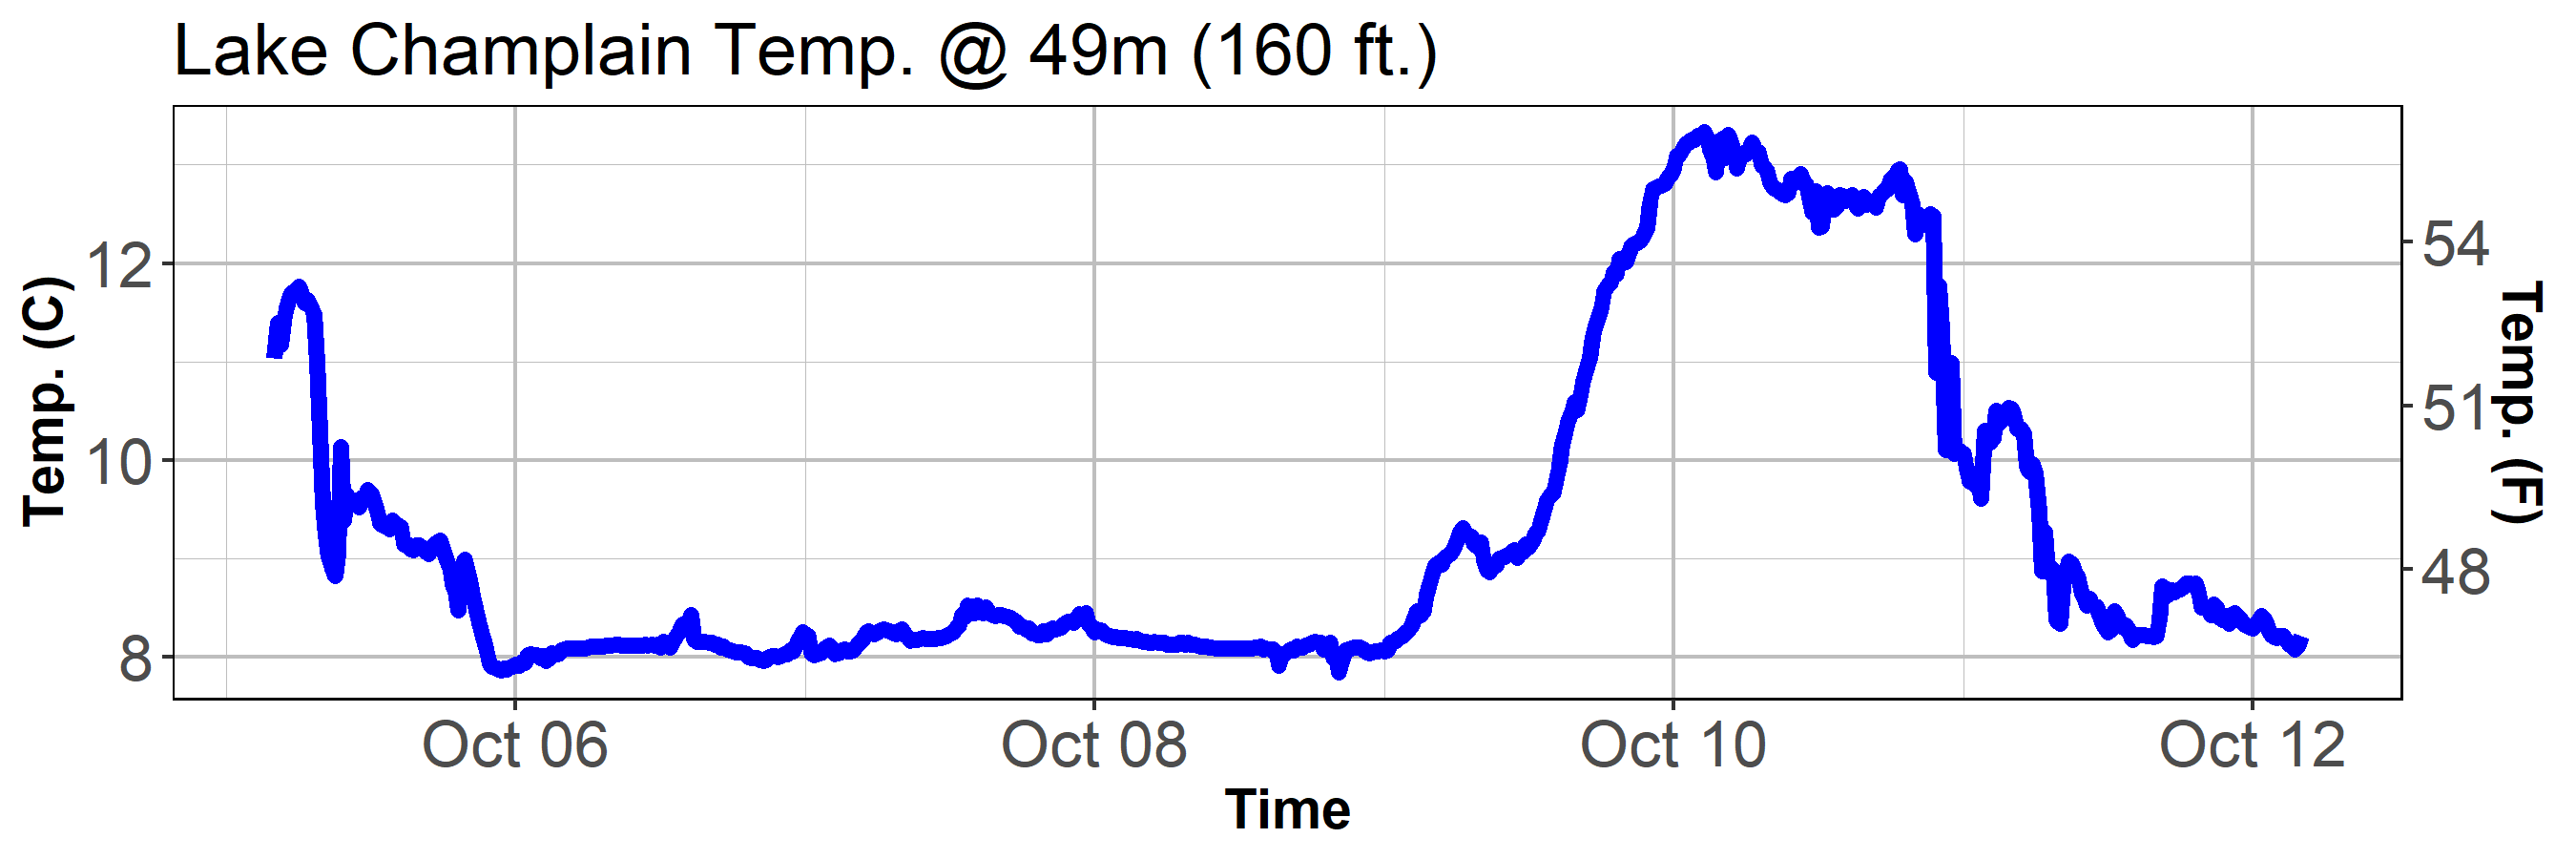 Lake Champlain Temp. @ 49m (160 ft.)
Temp. (C)
12
10
8
54
51
48
Temp. (F)
Oct 06
Oct 08
Oct 10
Oct 12
Time